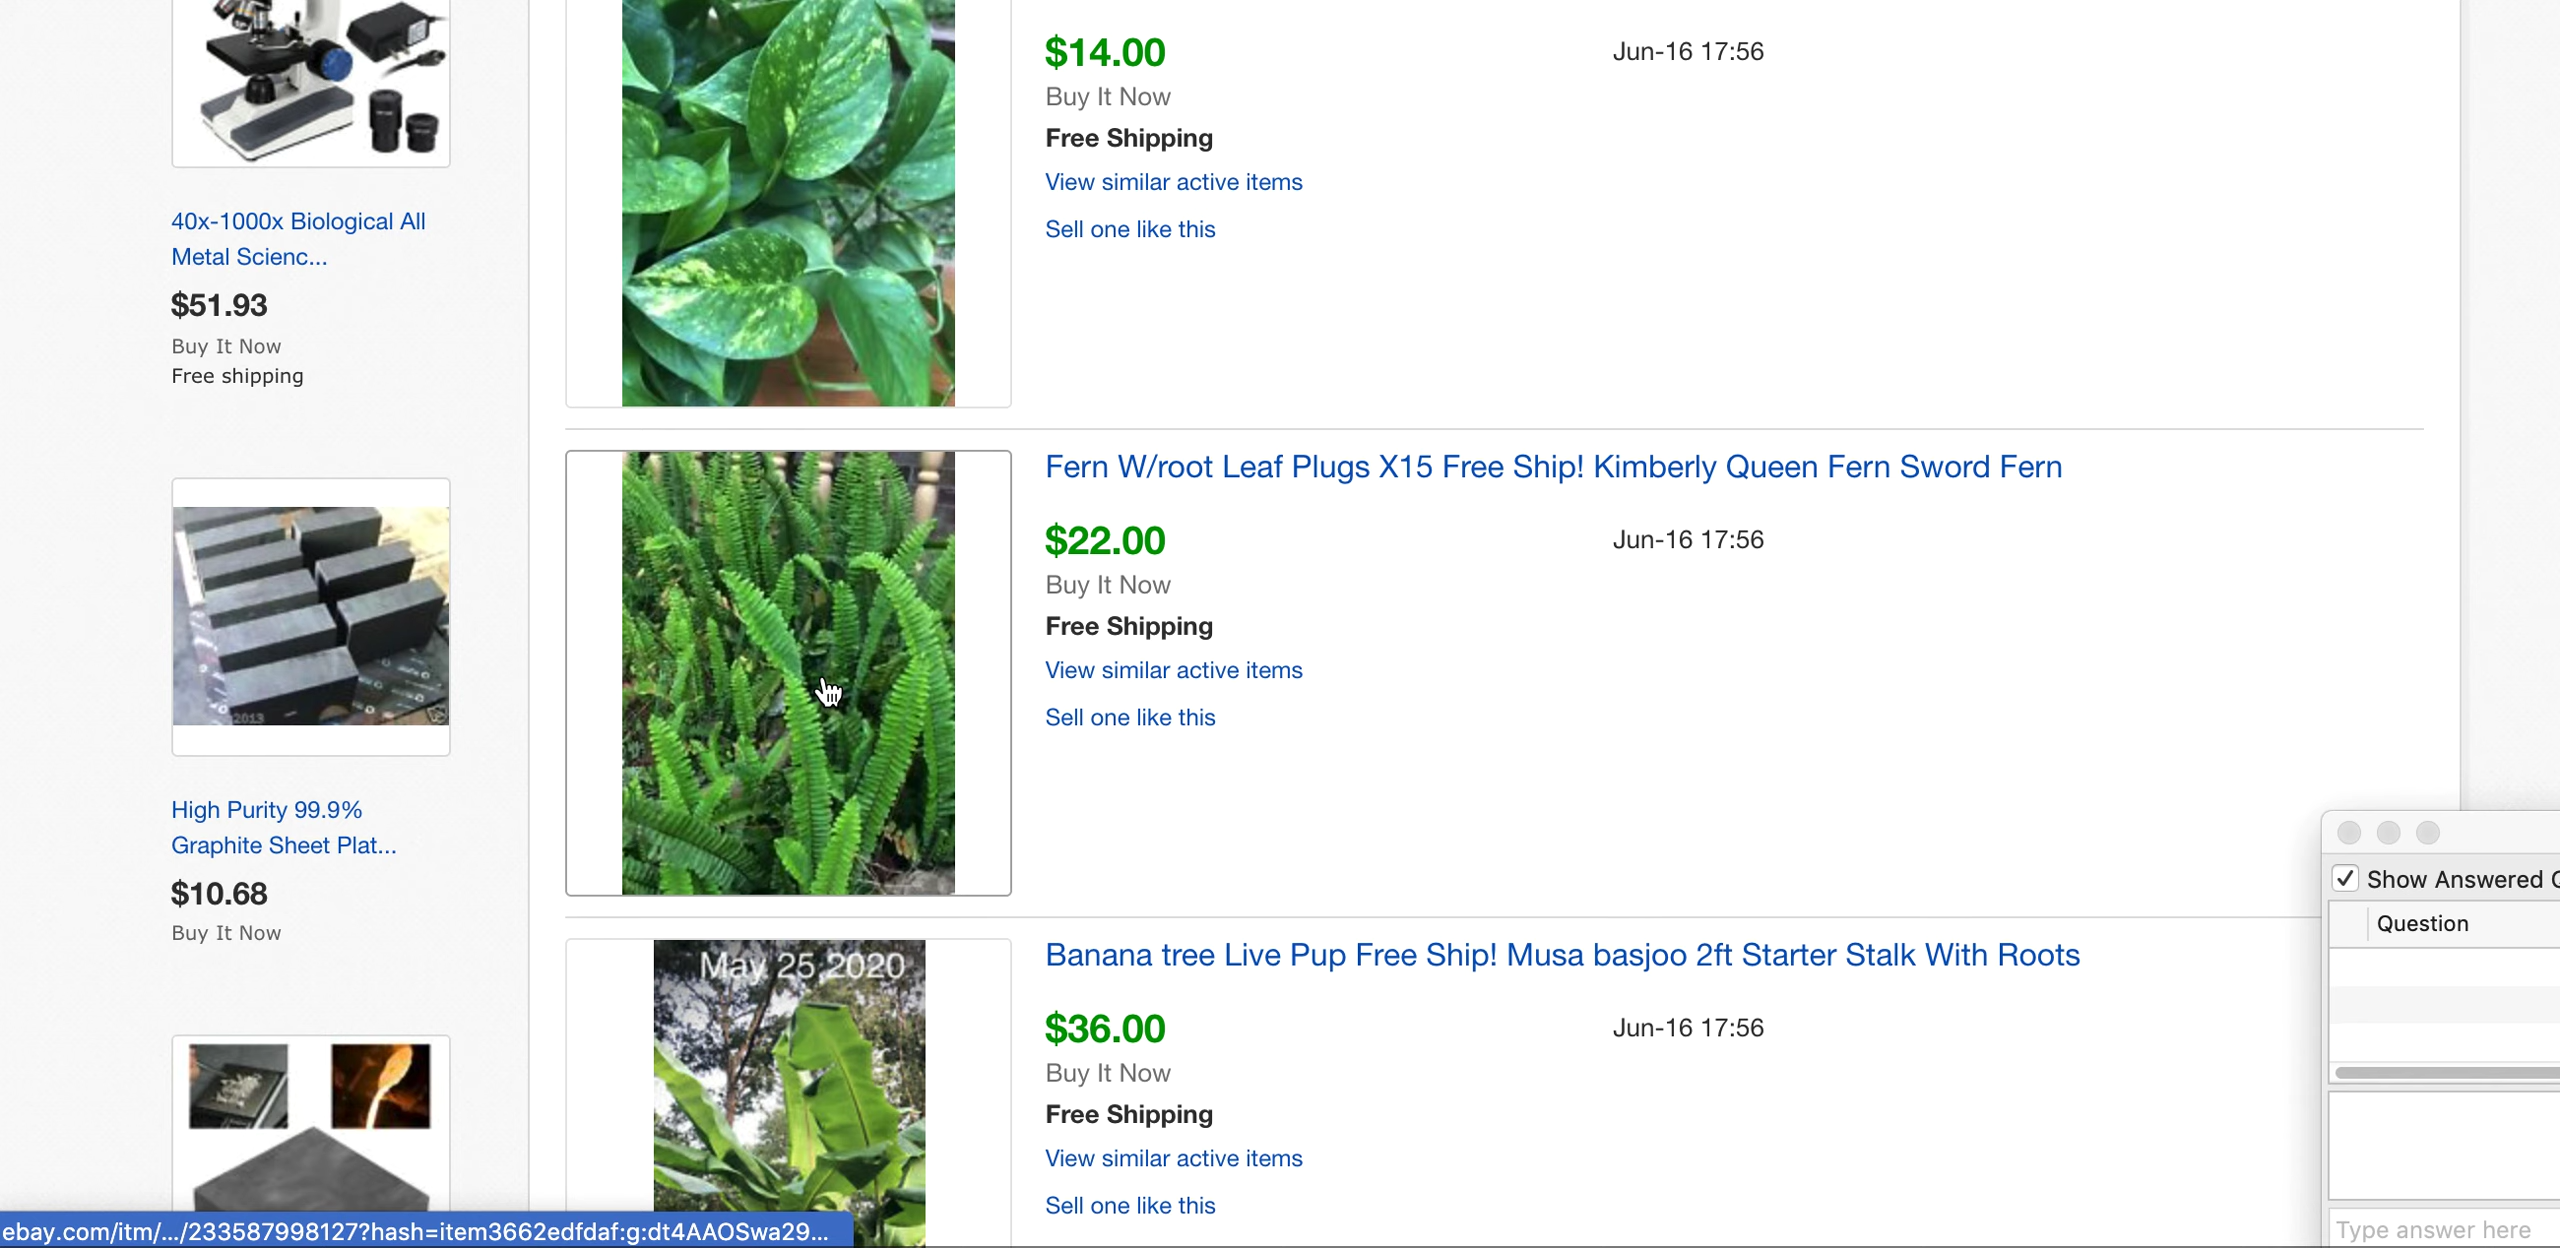 40x-1000x Biological All
Metal Scienc...
$51.93
Buy It Now
Free shipping
2013
High Purity 99.9%
Graphite Sheet Plat...
$10.68
Buy It Now
$14.00
Jun-16 17:56
Buy It Now
Free Shipping
View similar active items
Sell one like this
Fern W/root Leaf Plugs X15 Free Ship! Kimberly Queen Fern Sword Fern
$22.00
Jun-16 17:56
Buy It Now
Free Shipping
View similar active items
Sell one like this
May 25,2020
Banana tree Live Pup Free Ship! Musa basjoo 2ft Starter Stalk With Roots
$36.00
Jun-16 17:56
Buy It Now
Free Shipping
View similar active items
Sell one like this
Show Answered
Question
Type answer here
ebay.com/itm/.../233587998127?hash=item3662edfdaf:g:dt4AAOSwa29...